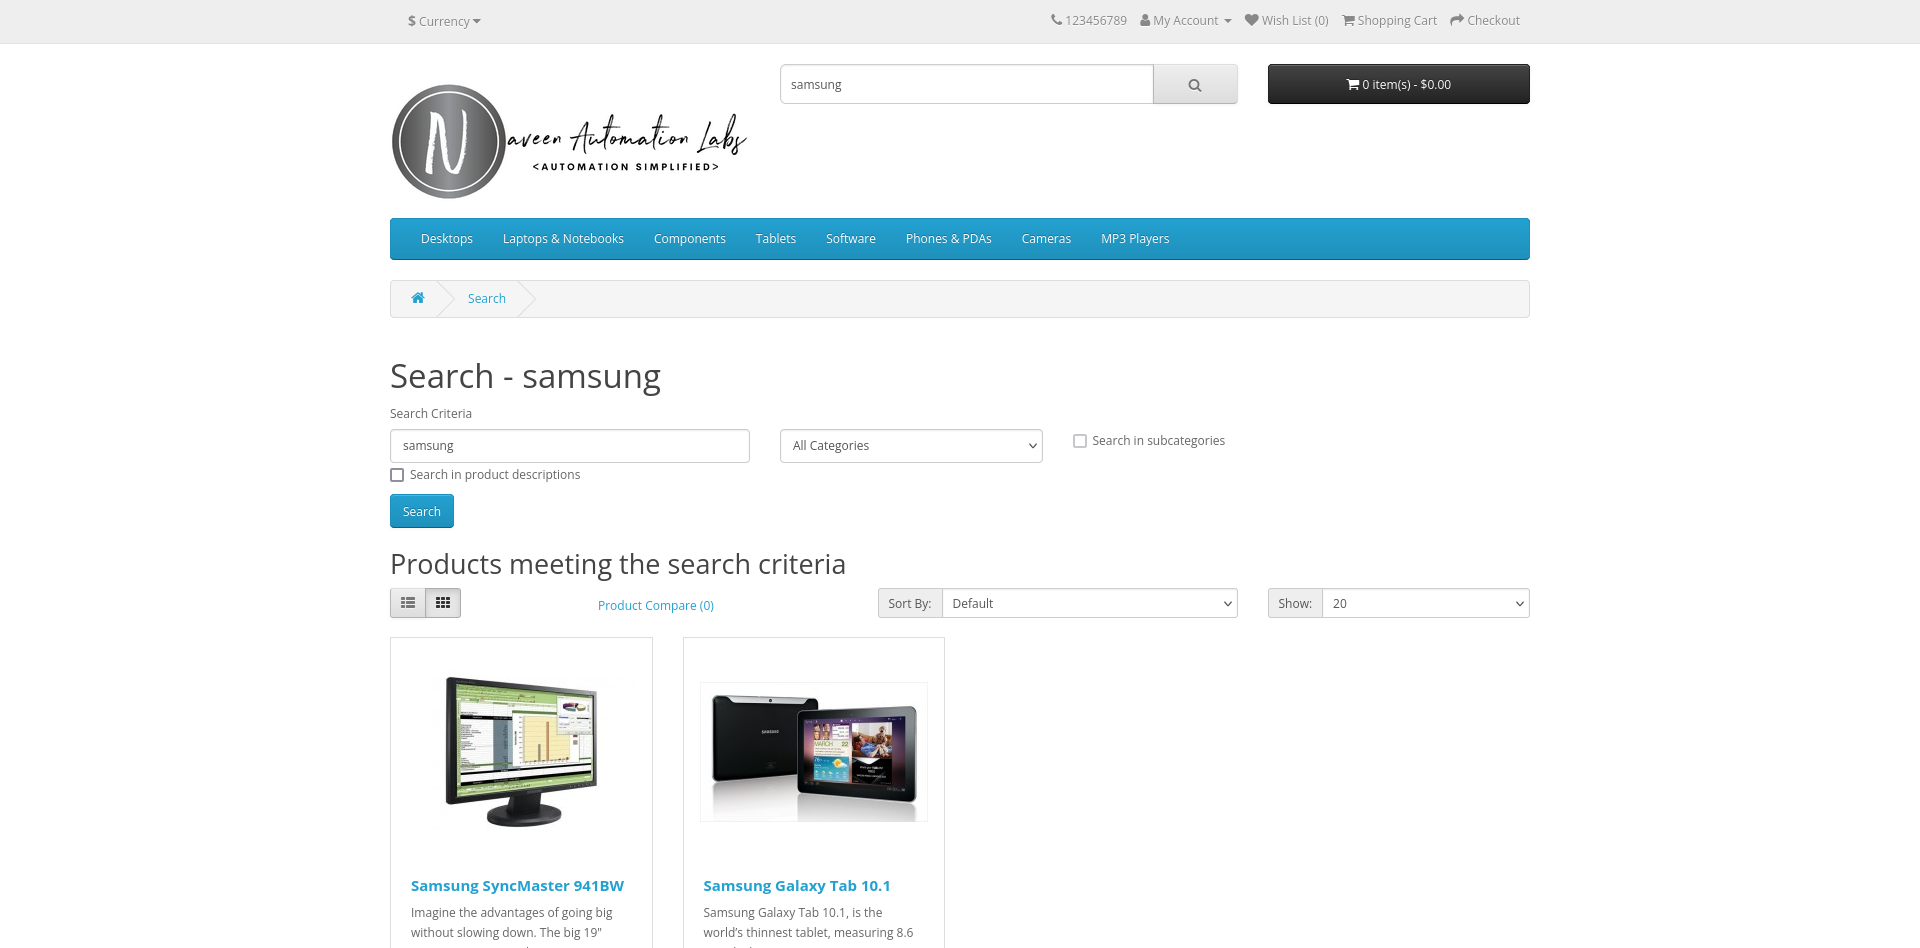 $ Currency
123456789 My Account Wish List (0) Shopping Cart Checkout
samsung
0 item(s) - $0.00
N
aveen Automation Labs
<AUTOMATION SIMPLIFIED>
Desktops Laptops & Notebooks Components Tablets Software Phones & PDAs Cameras MP3 Players
Search
Search - samsung
Search Criteria
samsung All Categories Search in subcategories
Search in product descriptions
Search
Products meeting the search criteria
Product Compare (0) Sort By: Default Show: 20
SAMSUNG
MARCH 22
Samsung SyncMaster 941BW
Imagine the advantages of going big
without slowing down. The big 19"
Samsung Galaxy Tab 10.1
Samsung Galaxy Tab 10.1, is the
world's thinnest tablet, measuring 8.6